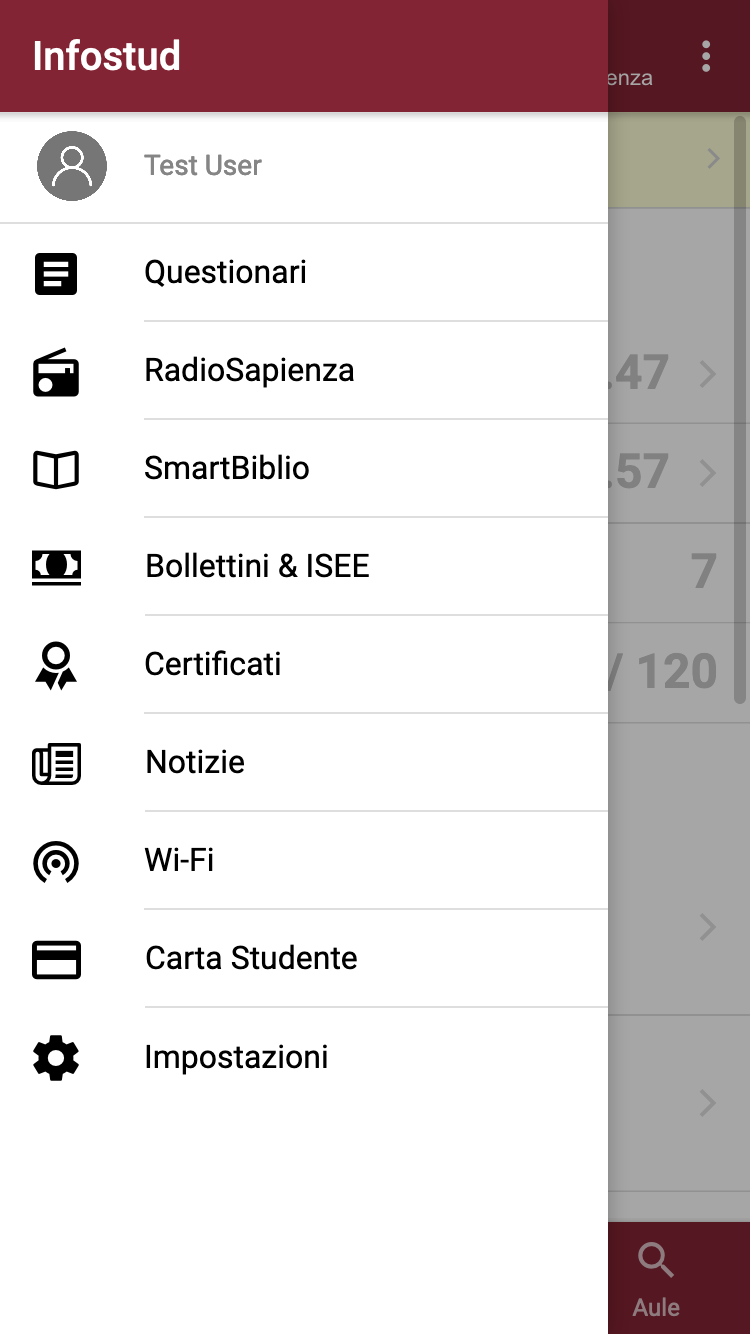 Infostud
enza
Test User
Questionari
RadioSapienza
.47
SmartBiblio
.57
Bollettini & ISEE
7
Certificati
/ 120
Notizie
Wi-Fi
Carta Studente
Impostazioni
Aule